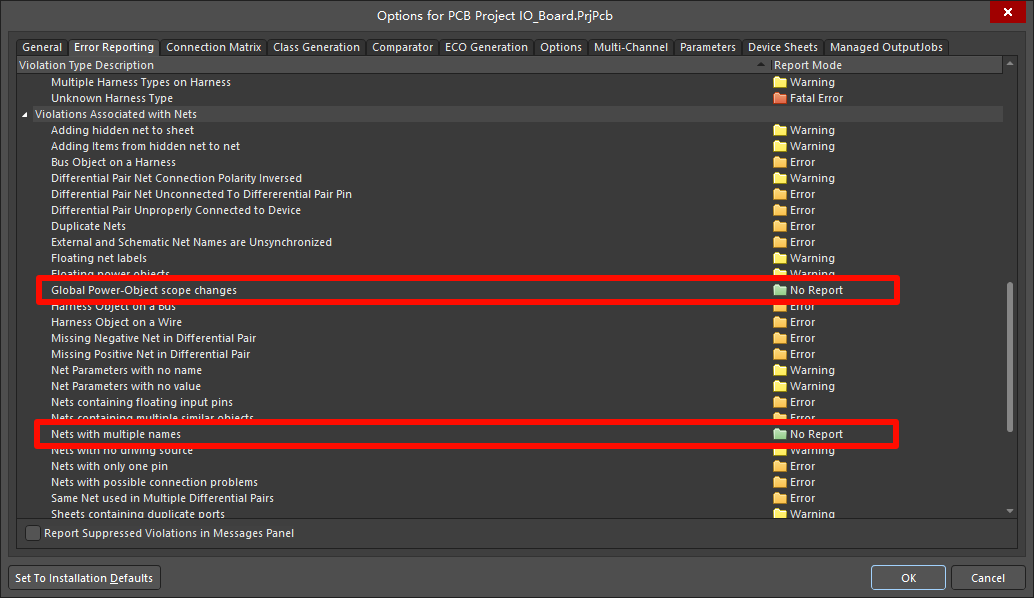 Options for PCB Project IO_Board.PrjPcb
General Error Reporting Connection Matrix Class Generation Comparator ECO Generation Options Multi-Channel Parameters Device Sheets Managed OutputJobs
Violation Type Description Report Mode
Multiple Harness Types on Harness Warning
Unknown Harness Type Fatal Error
Violations Associated with Nets
Adding hidden net to sheet Warning
Adding Items from hidden net to net Warning
Bus Object on a Harness Error
Differential Pair Net Connection Polarity Inversed Warning
Differential Pair Net Unconnected To Differerential Pair Pin Error
Differential Pair Unproperly Connected to Device Error
Duplicate Nets Error
External and Schematic Net Names are Unsynchronized Error
Floating net labels Warning
Floating power objects Warning
Global Power-Object scope changes No Report
Harness Object on a Bus Error
Harness Object on a Wire Error
Missing Negative Net in Differential Pair Error
Missing Positive Net in Differential Pair Error
Net Parameters with no name Warning
Net Parameters with no value Warning
Nets containing floating input pins Error
Nets containing multiple similar objects Error
Nets with multiple names No Report
Nets with no driving source Warning
Nets with only one pin Error
Nets with possible connection problems Error
Same Net used in Multiple Differential Pairs Error
Sheets containing duplicate ports Warning
Report Suppressed Violations in Messages Panel
Set To Installation Defaults OK Cancel